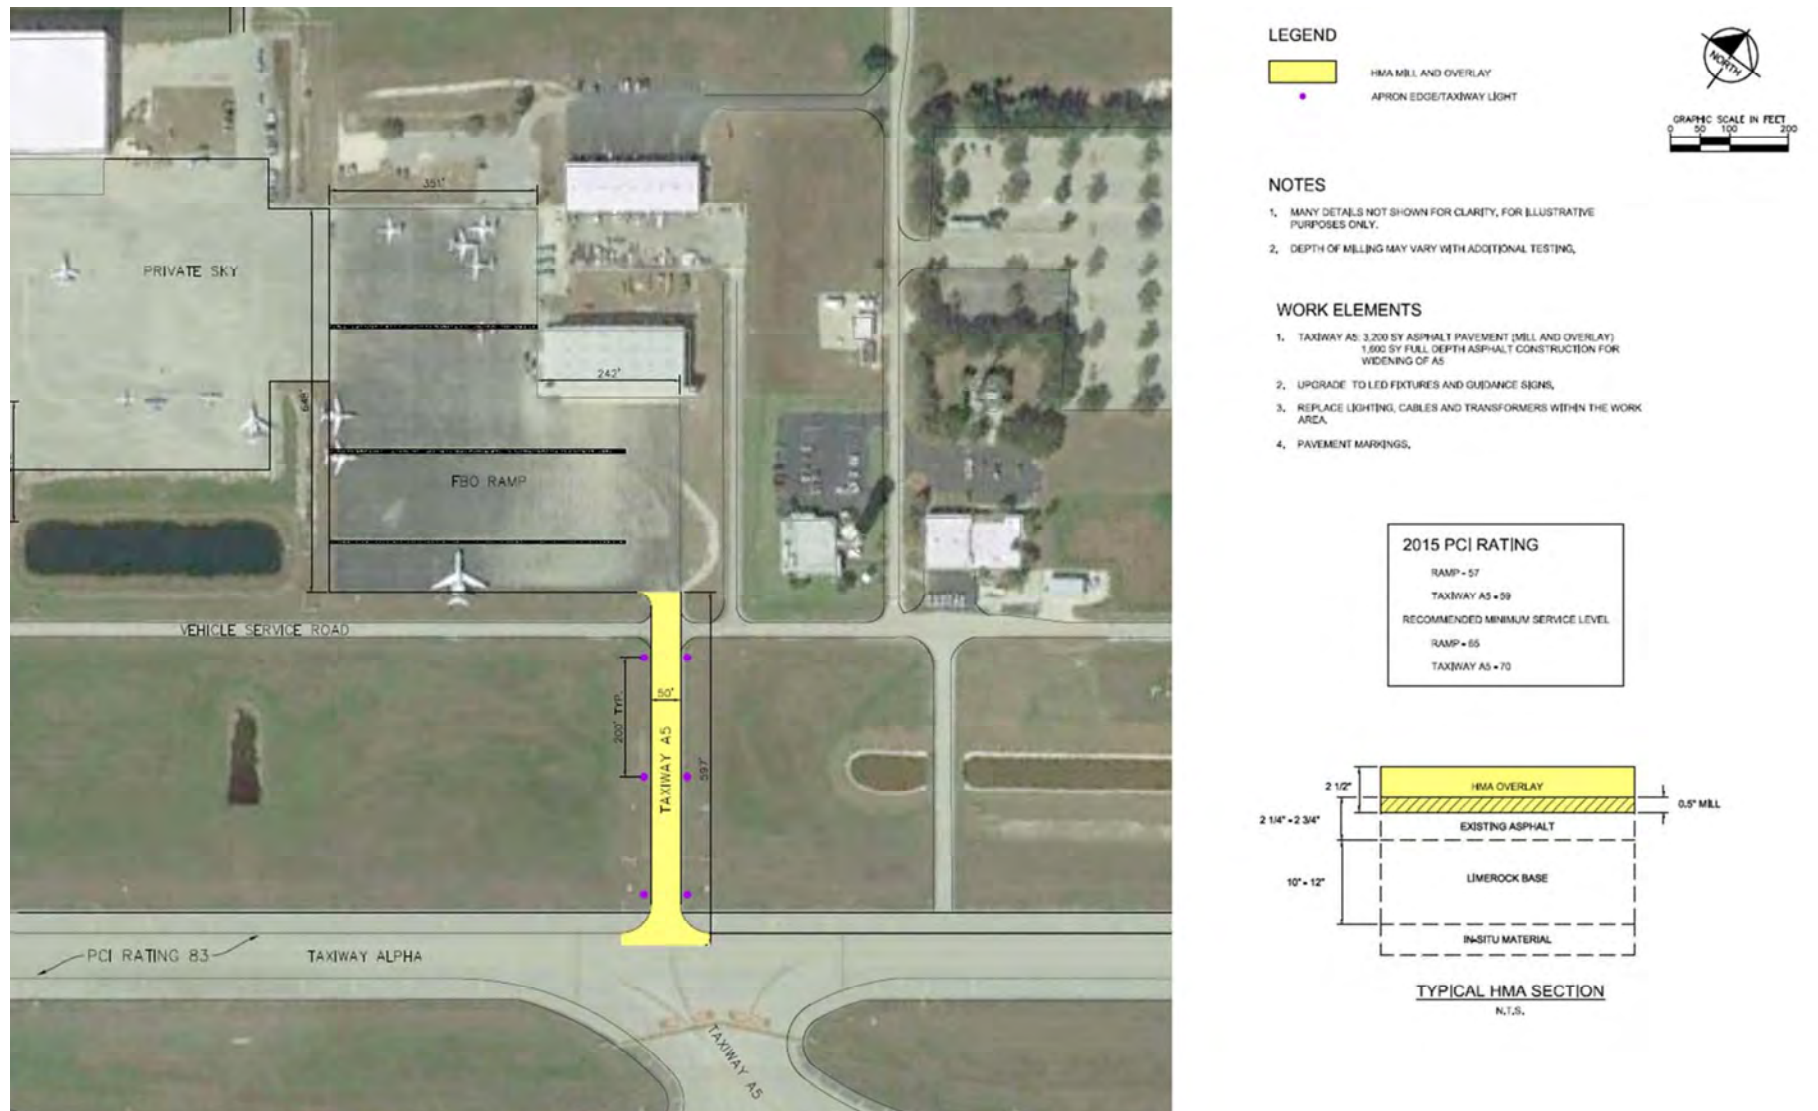 351'
PRIVATE SKY
648'
242'
FBO RAMP
VEHICLE SERVICE ROAD
200' TYP.
50'
TAXIWAY A5
597'
PCI RATING 83
TAXIWAY ALPHA
TAXIWAY A5
LEGEND
HMA MILL AND OVERLAY
APRON EDGE/TAXIWAY LIGHT
NORTH
GRAPHIC SCALE IN FEET
0 50 100 200
NOTES
1. MANY DETAILS NOT SHOWN FOR CLARITY, FOR ILLUSTRATIVE
PURPOSES ONLY.
2. DEPTH OF MILLING MAY VARY WITH ADDITIONAL TESTING.
WORK ELEMENTS
1. TAXIWAY A5: 3,200 SY ASPHALT PAVEMENT (MILL AND OVERLAY)
1,600 SY FULL DEPTH ASPHALT CONSTRUCTION FOR
WIDENING OF A5
2. UPGRADE TO LED FIXTURES AND GUIDANCE SIGNS.
3. REPLACE LIGHTING, CABLES AND TRANSFORMERS WITHIN THE WORK
AREA.
4. PAVEMENT MARKINGS.
2015 PCI RATING
RAMP - 57
TAXIWAY A5 - 59
RECOMMENDED MINIMUM SERVICE LEVEL
RAMP - 65
TAXIWAY A5 - 70
2 1/2"
HMA OVERLAY
0.5" MILL
2 1/4" - 2 3/4"
EXISTING ASPHALT
10" - 12"
LIMEROCK BASE
IN-SITU MATERIAL
TYPICAL HMA SECTION
N.T.S.